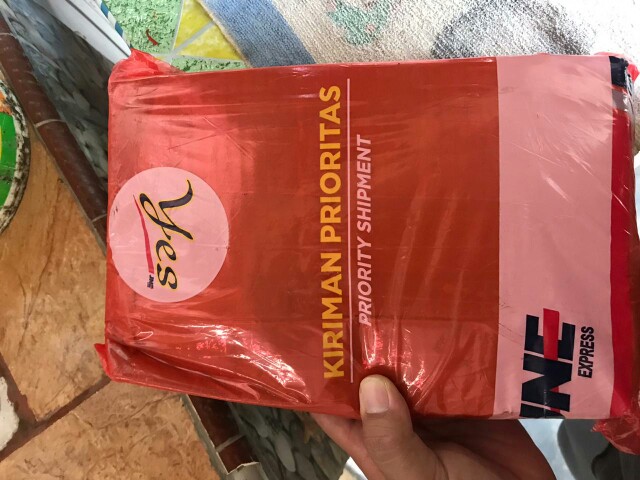 Yes
KIRIMAN PRIORITAS
PRIORITY SHIPMENT
JNE
EXPRESS